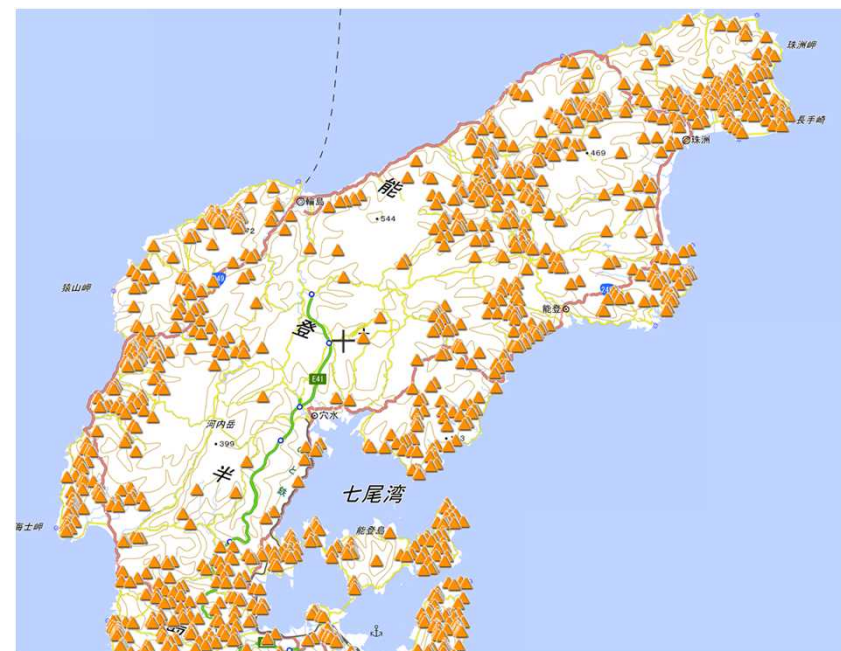 珠洲岬
長手崎
珠洲
・469
能
輪島
・544
猿山岬
能登
登
E41
穴水
河内岳
・399
半
七尾湾
能登島
海士岬